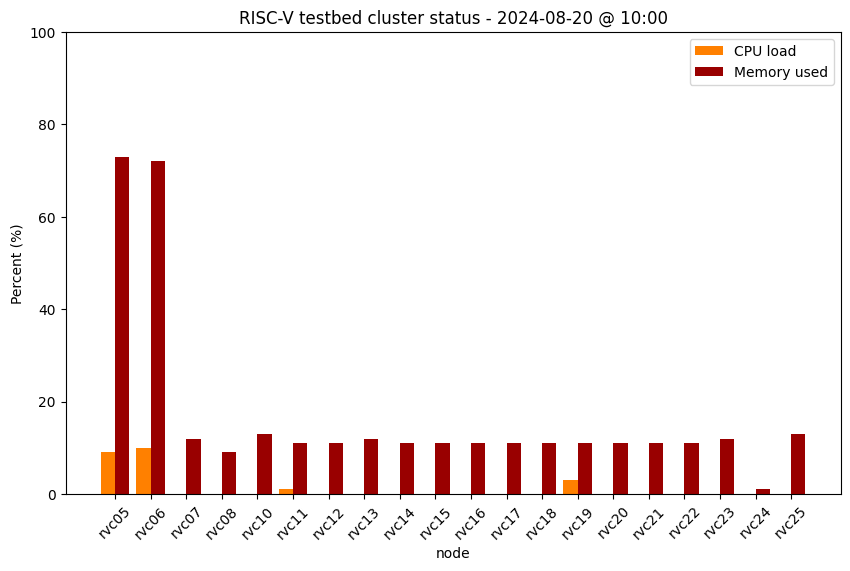 RISC-V testbed cluster status - 2024-08-20 @ 10:00
CPU load
Memory used
Percent (%)
100
80
60
40
20
0
rvc05
rvc06
rvc07
rvc08
rvc10
rvc11
rvc12
rvc13
rvc14
rvc15
rvc16
rvc17
rvc18
rvc19
rvc20
rvc21
rvc22
rvc23
rvc24
rvc25
node